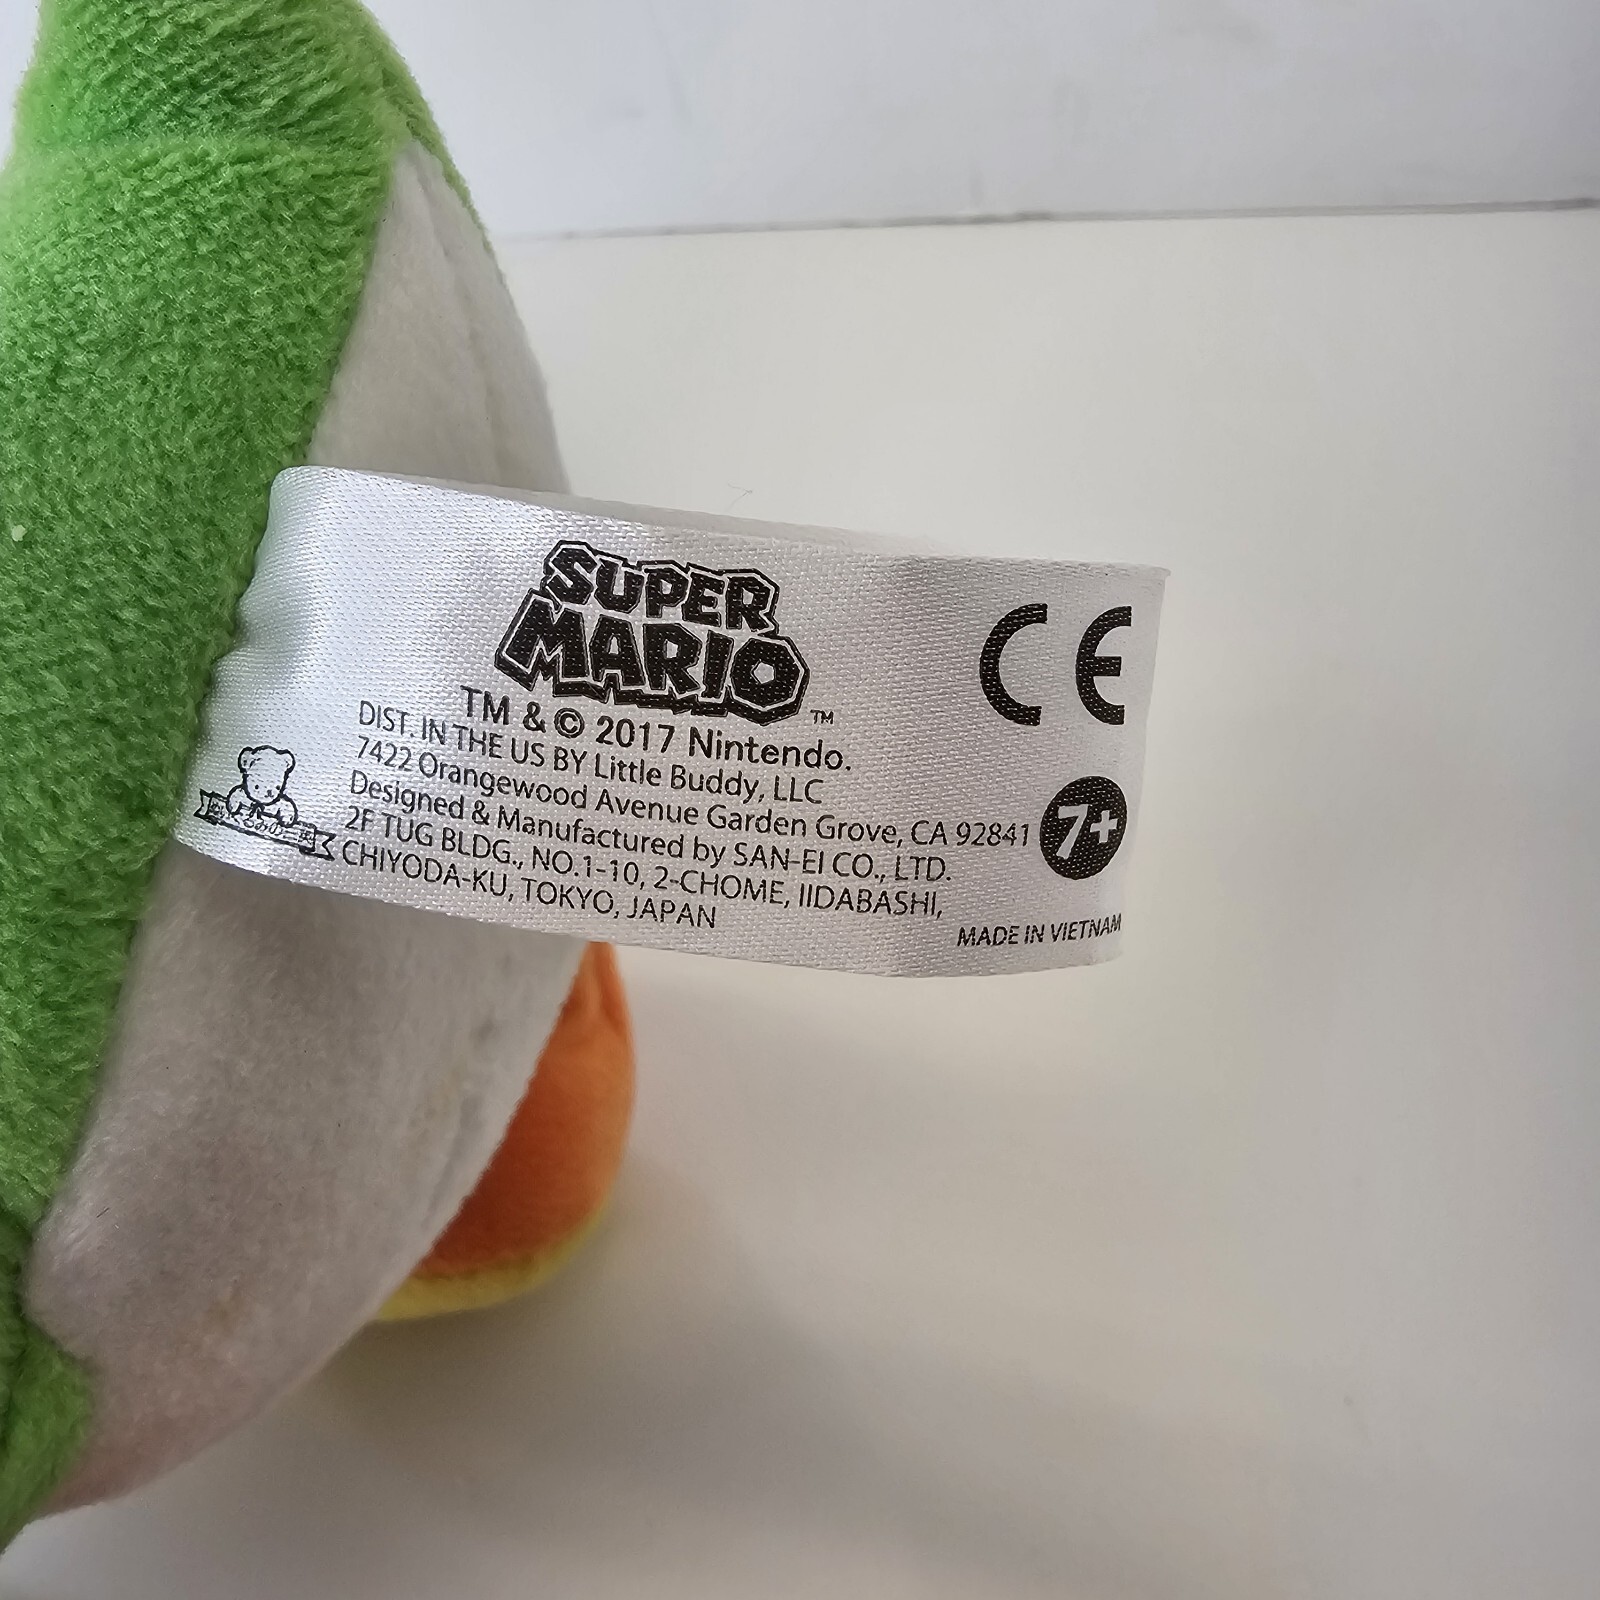 SUPER
MARIO
TM
TM & © 2017 Nintendo.
DIST. IN THE US BY Little Buddy, LLC
7422 Orangewood Avenue Garden Grove, CA 92841
Designed & Manufactured by SAN-EI CO., LTD.
2F TUG BLDG., NO.1-10, 2-CHOME, IIDABASHI,
CHIYODA-KU, TOKYO, JAPAN
CE
7+
MADE IN VIETNAM